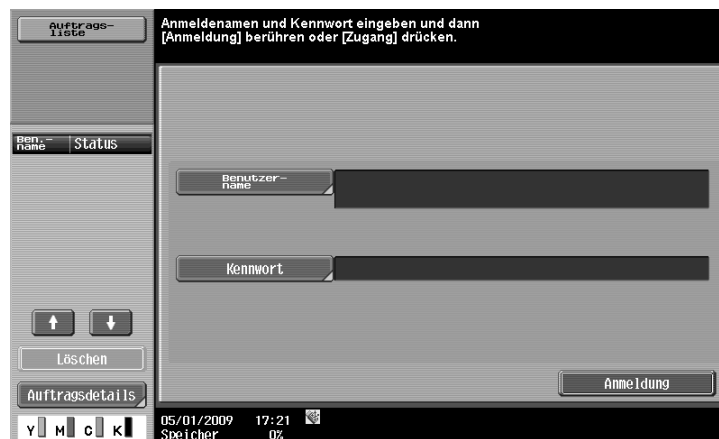 Auftrags-
liste
Anmeldenamen und Kennwort eingeben und dann
[Anmeldung] berühren oder [Zugang] drücken.
Ben.-
name
Status
Benutzer-
name
Kennwort
Löschen
Auftragsdetails
Anmeldung
05/01/2009 17:21
Speicher 0%
Y M C K